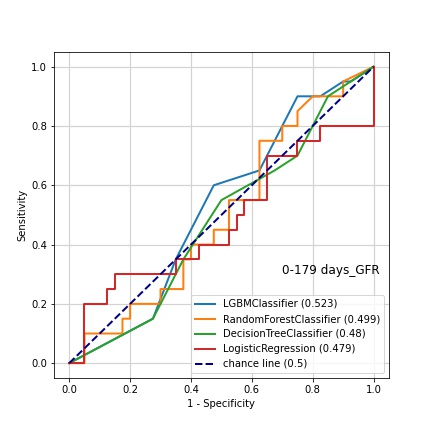 1.0
0.8
0.6
0.4
0.2
0.0
Sensitivity
0-179 days_GFR
LGBMClassifier (0.523)
RandomForestClassifier (0.499)
DecisionTreeClassifier (0.48)
LogisticRegression (0.479)
chance line (0.5)
0.0 0.2 0.4 0.6 0.8 1.0
1 - Specificity